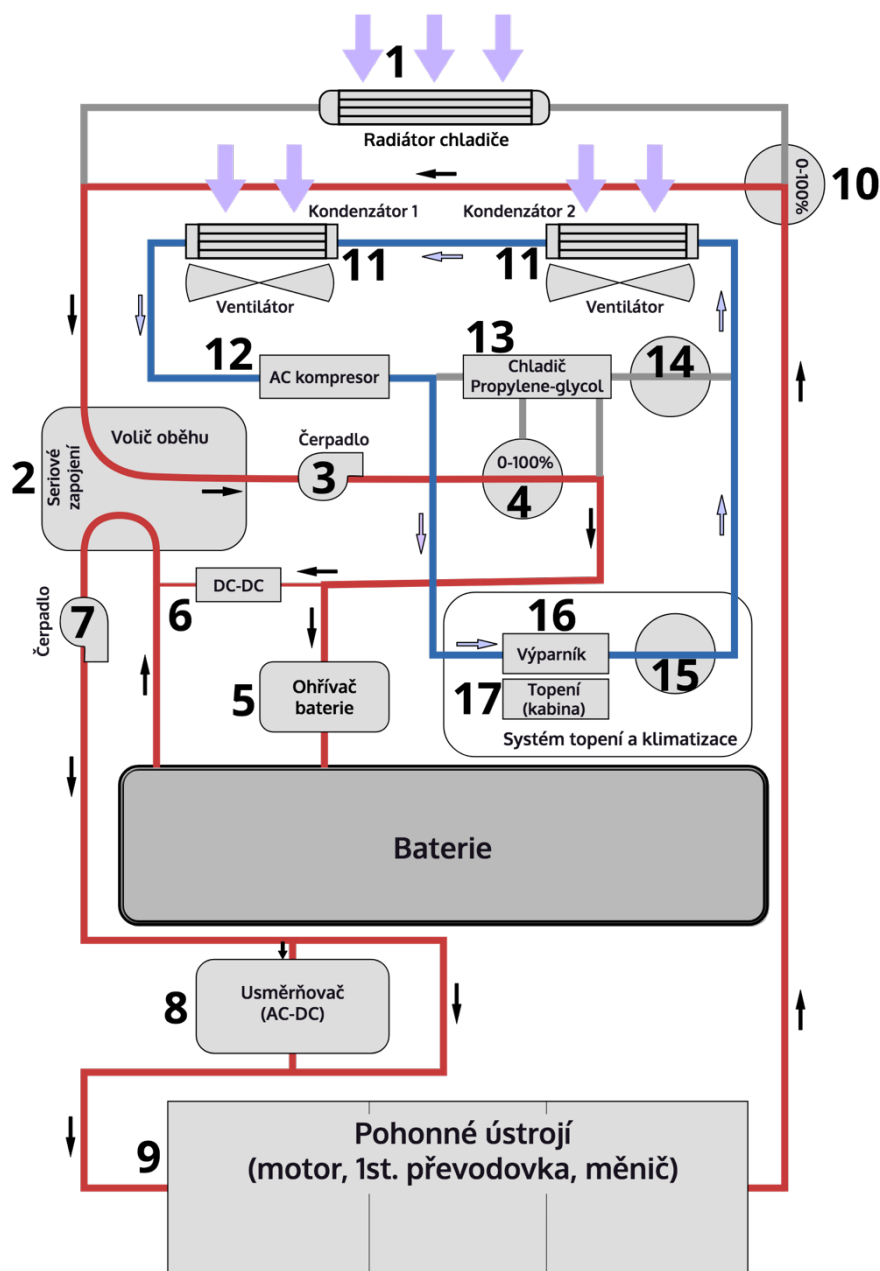 1
Radiátor chladiče
0-100%
10
Kondenzátor 1
Kondenzátor 2
11
11
Ventilátor
Ventilátor
12
AC kompresor
13
Chladič
Propylene-glycol
14
Volič oběhu
2
Seriové
zapojení
Čerpadlo
3
0-100%
4
DC-DC
6
7
Čerpadlo
5
Ohřívač
baterie
16
Výparník
15
17
Topení
(kabina)
Systém topení a klimatizace
Baterie
8
Usměrňovač
(AC-DC)
9
Pohonné ústrojí
(motor, 1st. převodovka, měnič)